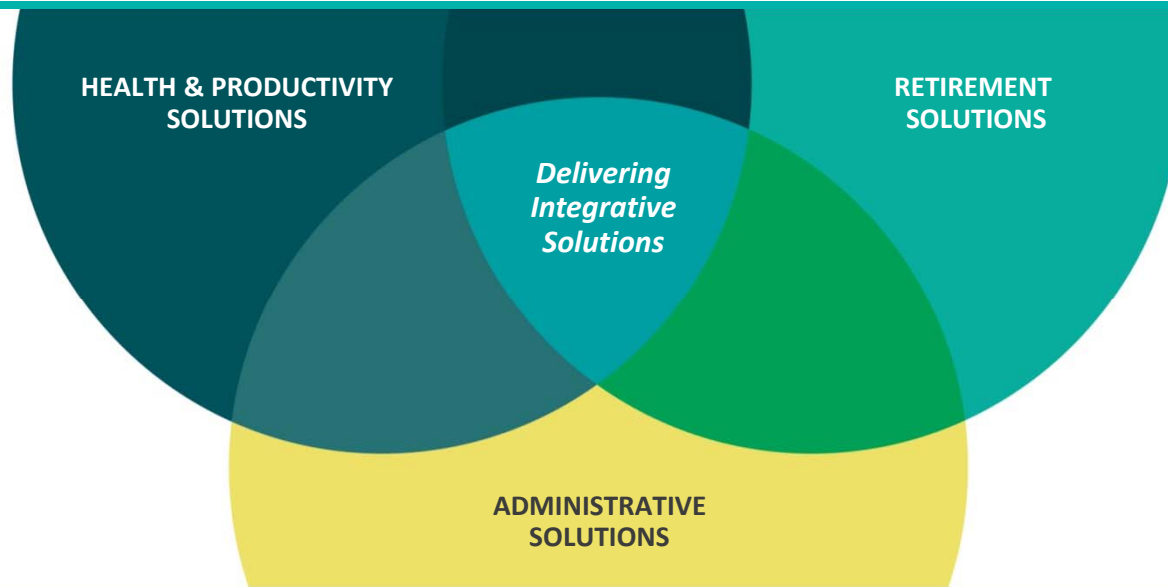 HEALTH & PRODUCTIVITY
SOLUTIONS
RETIREMENT
SOLUTIONS
Delivering
Integrative
Solutions
ADMINISTRATIVE
SOLUTIONS